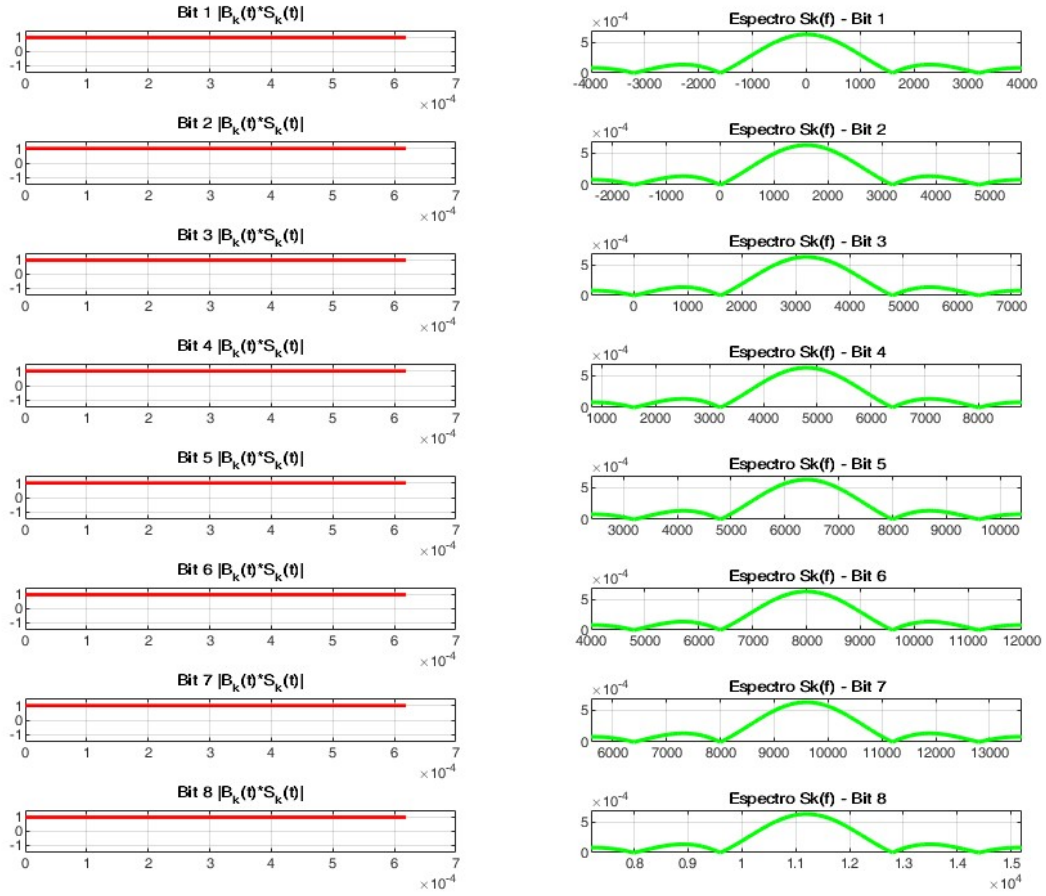 Bit 1 |B_k(t)*S_k(t)|
1
0
-1
0 1 2 3 4 5 6 7
×10^-4
Espectro Sk(f) - Bit 1
×10^-4
5
0
-4000 -3000 -2000 -1000 0 1000 2000 3000 4000
Bit 2 |B_k(t)*S_k(t)|
1
0
-1
0 1 2 3 4 5 6 7
×10^-4
Espectro Sk(f) - Bit 2
×10^-4
5
0
-2000 -1000 0 1000 2000 3000 4000 5000
Bit 3 |B_k(t)*S_k(t)|
1
0
-1
0 1 2 3 4 5 6 7
×10^-4
Espectro Sk(f) - Bit 3
×10^-4
5
0
0 1000 2000 3000 4000 5000 6000 7000
Bit 4 |B_k(t)*S_k(t)|
1
0
-1
0 1 2 3 4 5 6 7
×10^-4
Espectro Sk(f) - Bit 4
×10^-4
5
0
1000 2000 3000 4000 5000 6000 7000 8000
Bit 5 |B_k(t)*S_k(t)|
1
0
-1
0 1 2 3 4 5 6 7
×10^-4
Espectro Sk(f) - Bit 5
×10^-4
5
0
3000 4000 5000 6000 7000 8000 9000 10000
Bit 6 |B_k(t)*S_k(t)|
1
0
-1
0 1 2 3 4 5 6 7
×10^-4
Espectro Sk(f) - Bit 6
×10^-4
5
0
4000 5000 6000 7000 8000 9000 10000 11000 12000
Bit 7 |B_k(t)*S_k(t)|
1
0
-1
0 1 2 3 4 5 6 7
×10^-4
Espectro Sk(f) - Bit 7
×10^-4
5
0
6000 7000 8000 9000 10000 11000 12000 13000
Bit 8 |B_k(t)*S_k(t)|
1
0
-1
0 1 2 3 4 5 6 7
×10^-4
Espectro Sk(f) - Bit 8
×10^-4
5
0
0.8 0.9 1 1.1 1.2 1.3 1.4 1.5
×10^4